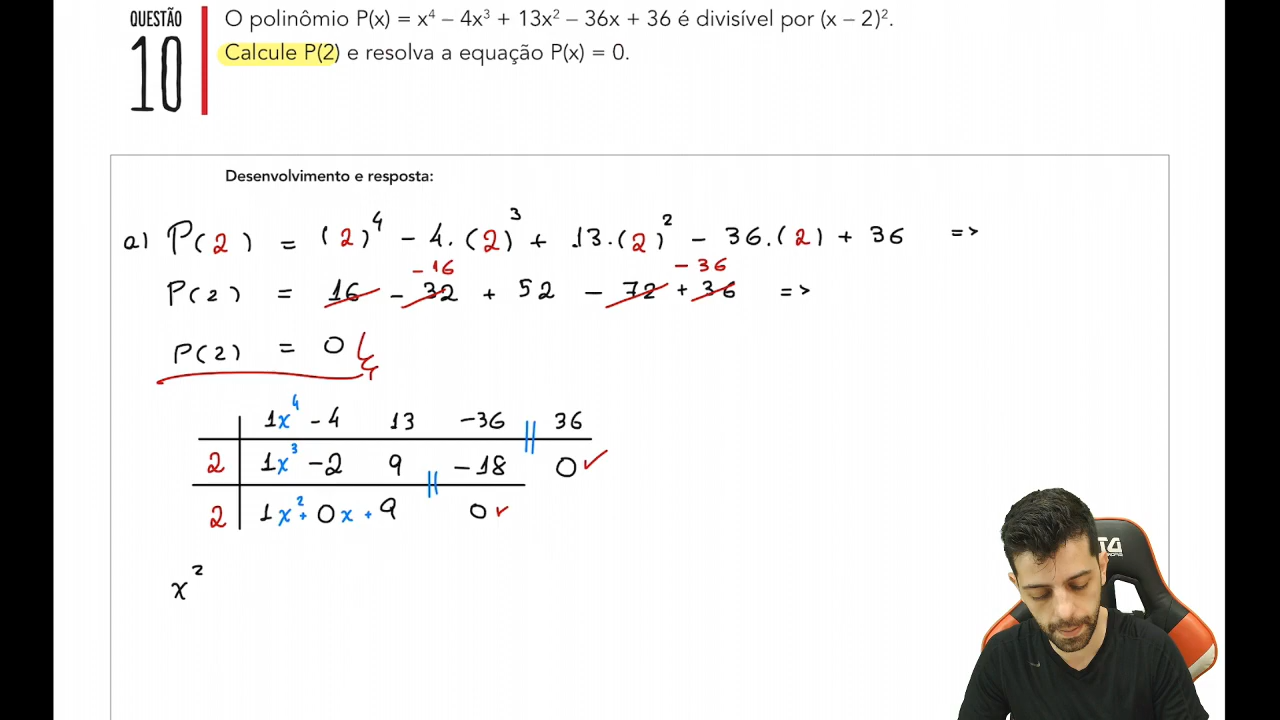 QUESTÃO
10
O polinômio P(x) = x⁴ – 4x³ + 13x² – 36x + 36 é divisível por (x – 2)².
Calcule P(2) e resolva a equação P(x) = 0.
Desenvolvimento e resposta:
a) P(2) = (2)⁴ - 4.(2)³ + 13.(2)² - 36.(2) + 36 =>
-16 -36
P(2) = 16 - 32 + 52 - 72 + 36 =>
P(2) = 0
1x⁴ -4 13 -36 || 36
2 | 1x³ -2 9 || -18 0 ✓
2 | 1x² + 0x + 9 0 ✓
x²